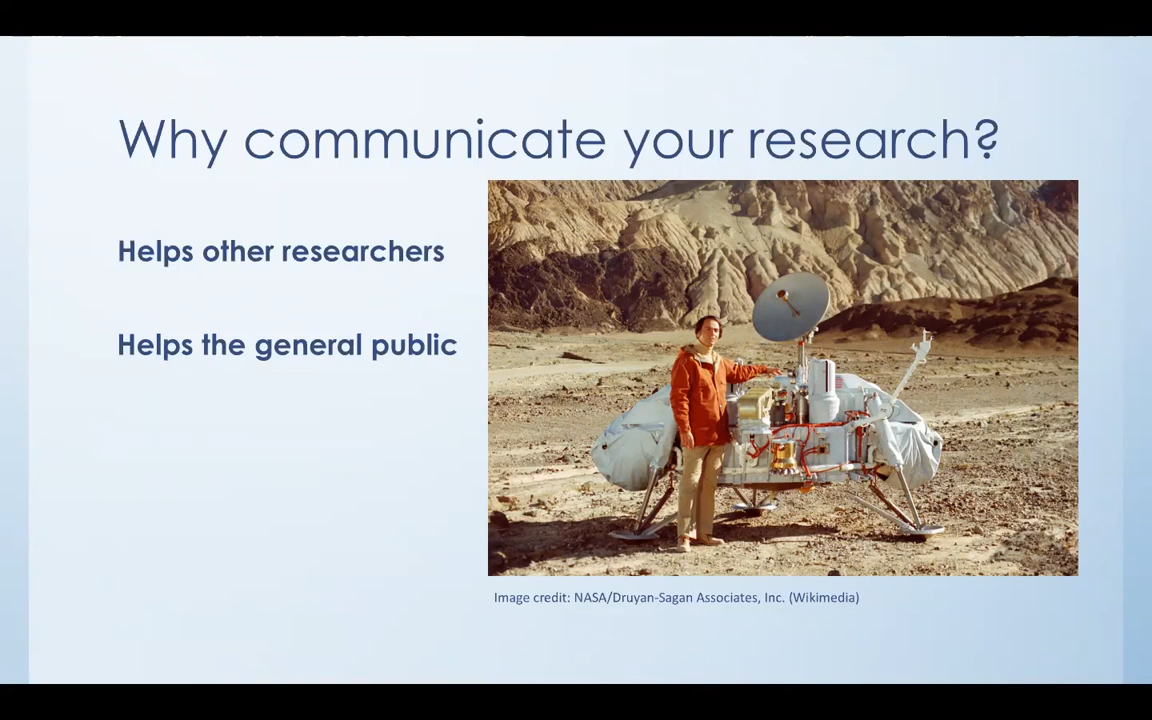 Why communicate your research?
Helps other researchers
Helps the general public
Image credit: NASA/Druyan-Sagan Associates, Inc. (Wikimedia)